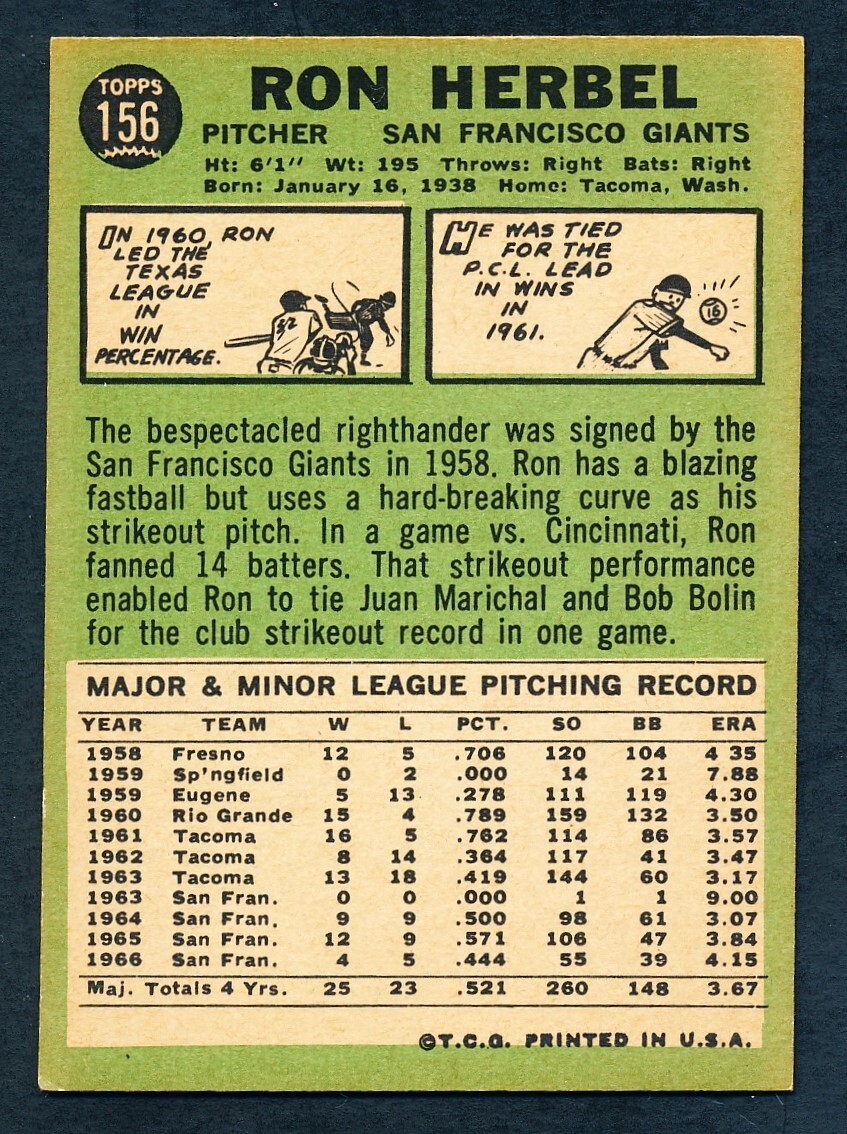 TOPPS
156
RON HERBEL
PITCHER SAN FRANCISCO GIANTS
Ht: 6'1" Wt: 195 Throws: Right Bats: Right
Born: January 16, 1938 Home: Tacoma, Wash.
IN 1960, RON
LED THE
TEXAS
LEAGUE
IN
WIN
PERCENTAGE.
HE WAS TIED
FOR THE
P.C.L. LEAD
IN WINS
IN
1961.
16
The bespectacled righthander was signed by the
San Francisco Giants in 1958. Ron has a blazing
fastball but uses a hard-breaking curve as his
strikeout pitch. In a game vs. Cincinnati, Ron
fanned 14 batters. That strikeout performance
enabled Ron to tie Juan Marichal and Bob Bolin
for the club strikeout record in one game.
MAJOR & MINOR LEAGUE PITCHING RECORD
YEAR TEAM W L PCT. SO BB ERA
1958 Fresno 12 5 .706 120 104 4 35
1959 Sp'ngfield 0 2 .000 14 21 7.88
1959 Eugene 5 13 .278 111 119 4.30
1960 Rio Grande 15 4 .789 159 132 3.50
1961 Tacoma 16 5 .762 114 86 3.57
1962 Tacoma 8 14 .364 117 41 3.47
1963 Tacoma 13 18 .419 144 60 3.17
1963 San Fran. 0 0 .000 1 1 9.00
1964 San Fran. 9 9 .500 98 61 3.07
1965 San Fran. 12 9 .571 106 47 3.84
1966 San Fran. 4 5 .444 55 39 4.15
Maj. Totals 4 Yrs. 25 23 .521 260 148 3.67
©T.C.G. PRINTED IN U.S.A.